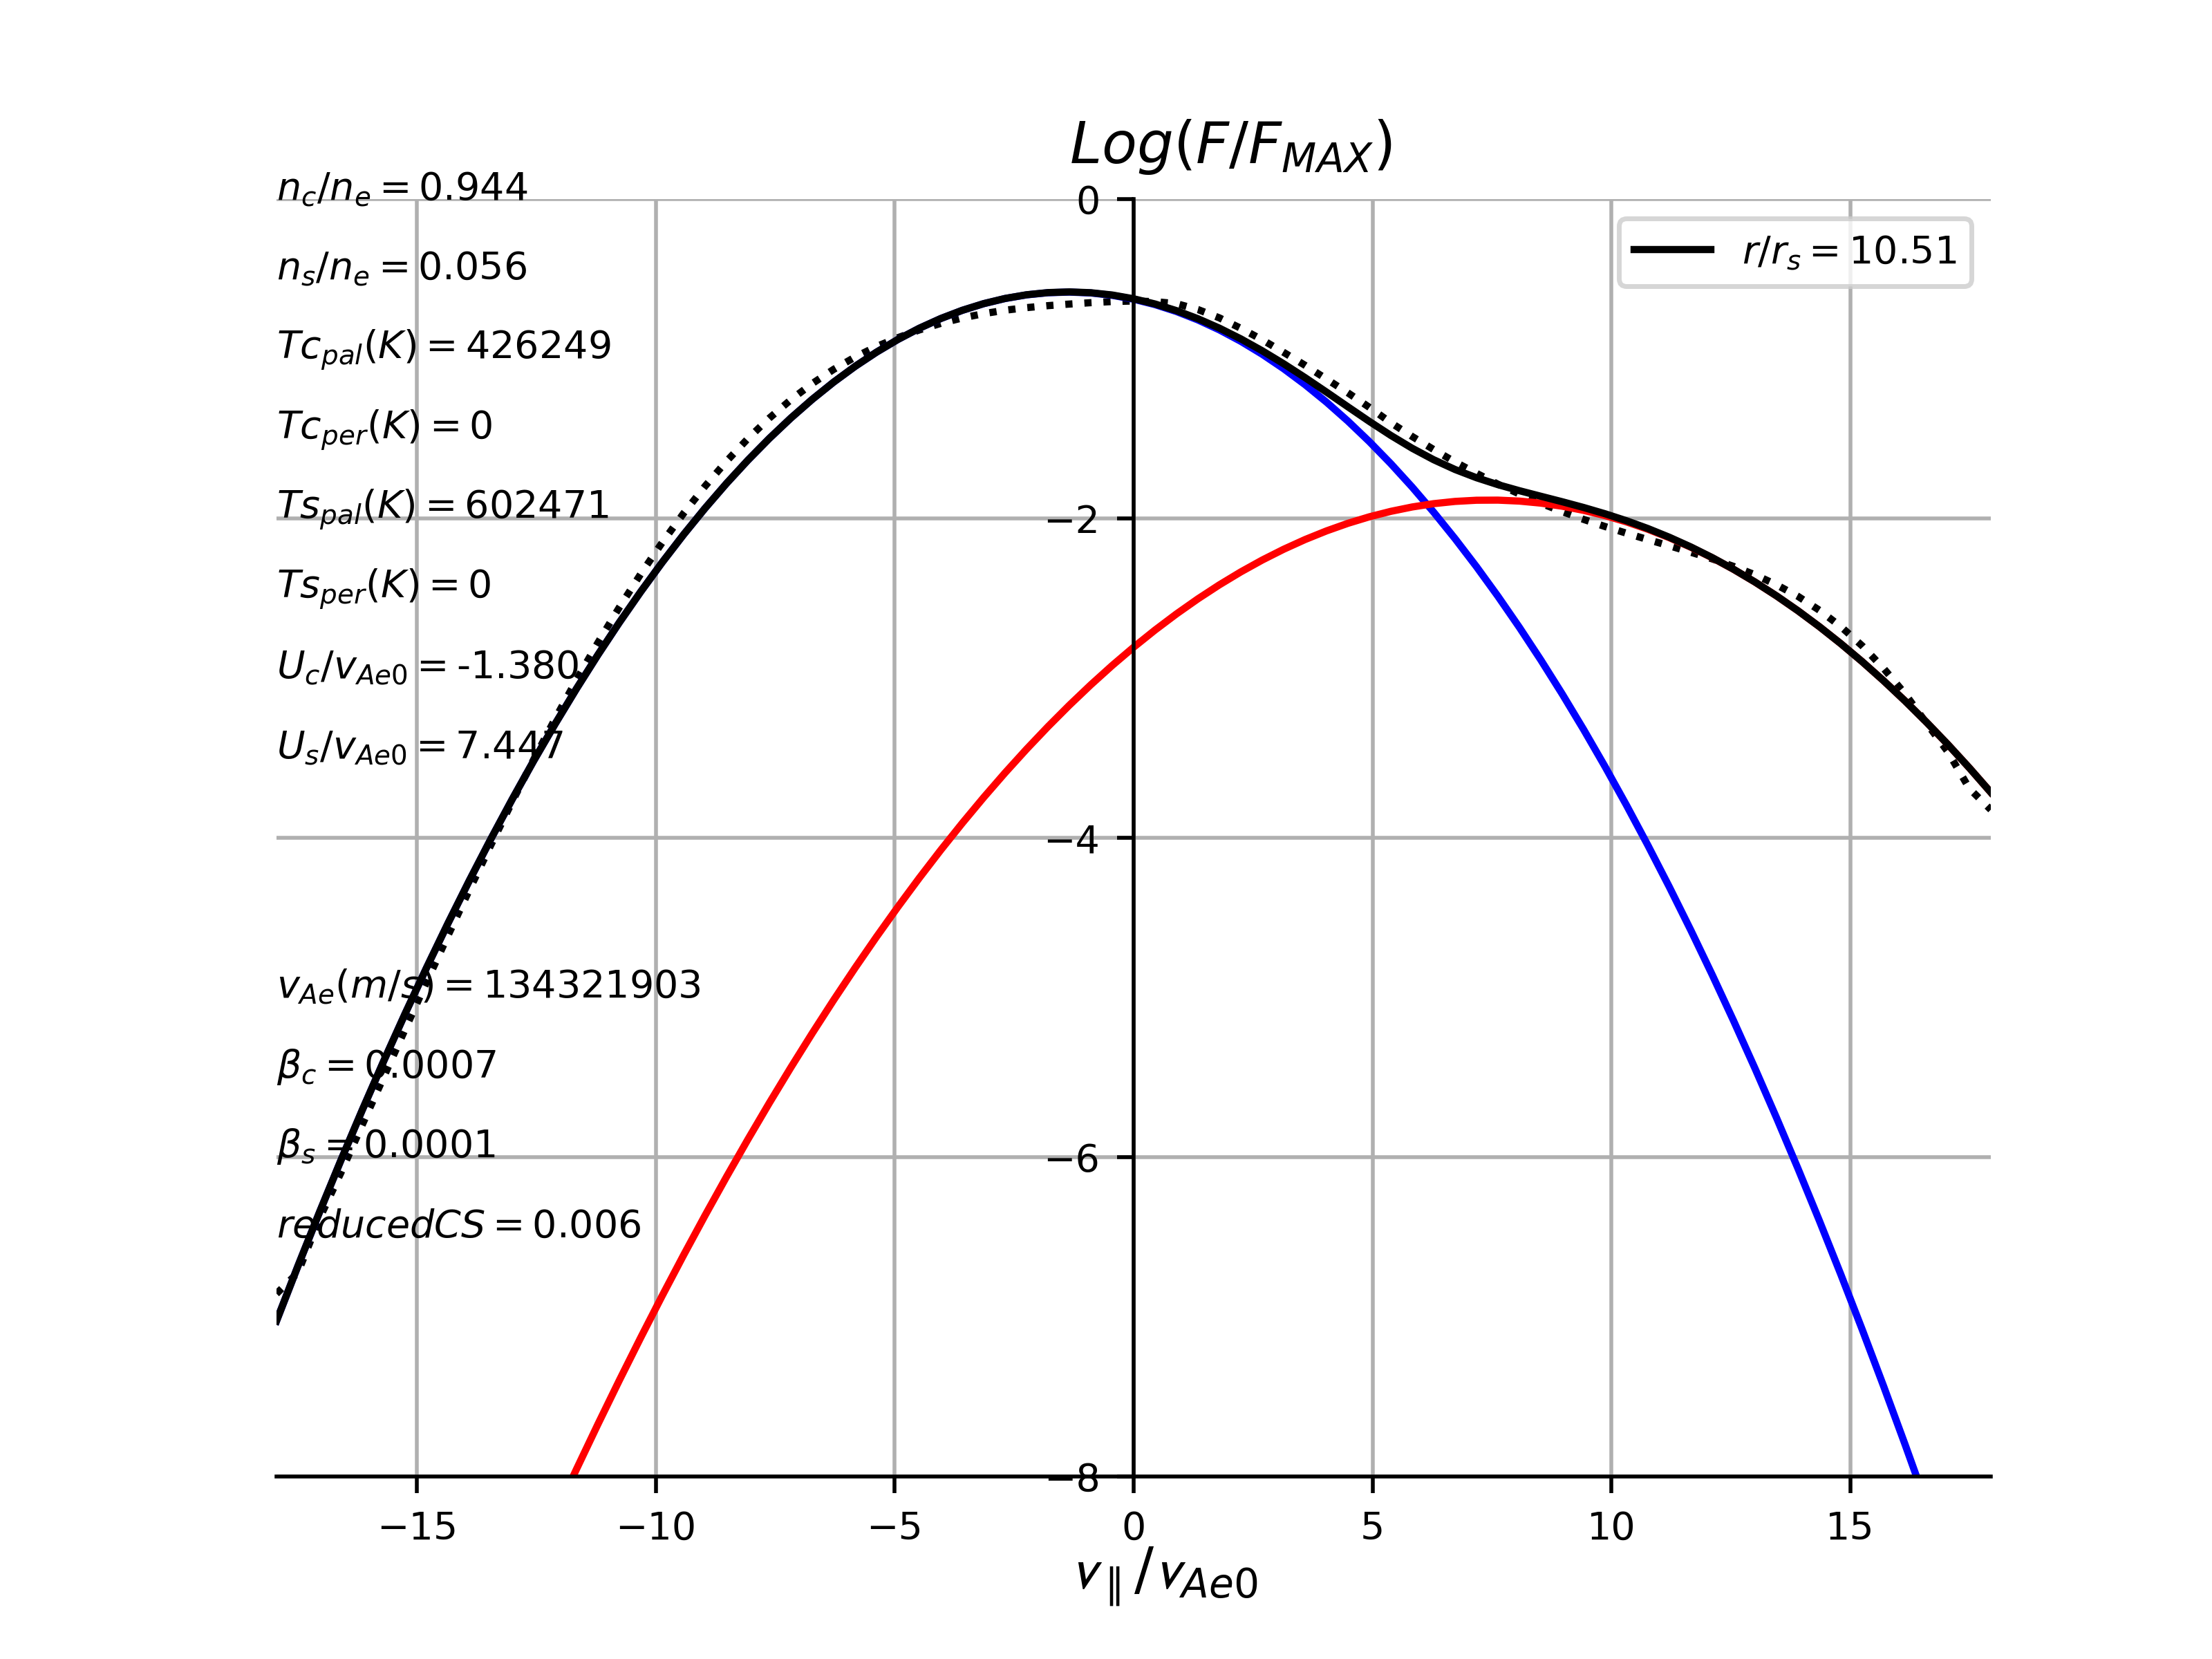 Log(F/F_MAX)
n_c/n_e = 0.944
0
r/r_s = 10.51
n_s/n_e = 0.056
Tc_pal(K) = 426249
Tc_per(K) = 0
Ts_pal(K) = 602471
−2
Ts_per(K) = 0
U_c/v_Ae0 = -1.380
U_s/v_Ae0 = 7.447
−4
v_Ae(m/s) = 134321903
β_c = 0.0007
β_s = 0.0001
−6
reducedCS = 0.006
−8
−15 −10 −5 0 5 10 15
v_∥/v_Ae0